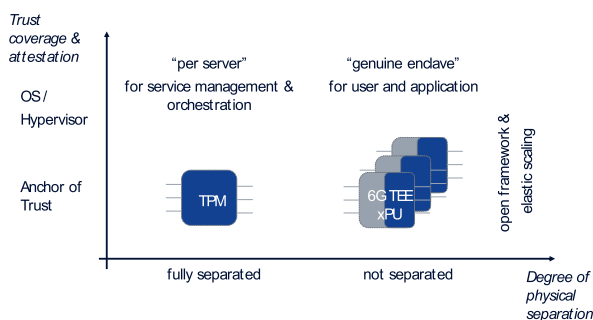 Trust
coverage &
attestation
"per server"
for service management &
orchestration
"genuine enclave"
for user and application
OS /
Hypervisor
Anchor of
Trust
TPM
6G TEE
xPU
open framework &
elastic scaling
fully separated
not separated
Degree of
physical
separation